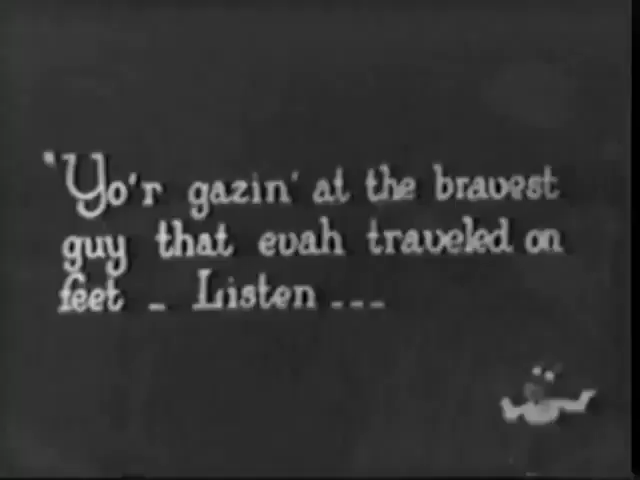 "Yo'r gazin' at the bravest
guy that evah traveled on
feet _ Listen ---